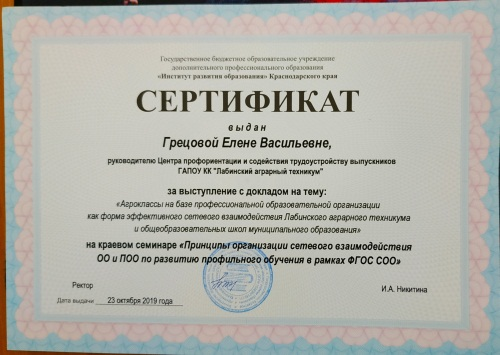 Государственное бюджетное образовательное учреждение
дополнительного профессионального образования
«Институт развития образования» Краснодарского края
СЕРТИФИКАТ
выдан
Грецовой Елене Васильевне,
руководителю Центра профориентации и содействия трудоустройству выпускников
ГАПОУ КК "Лабинский аграрный техникум"
за выступление с докладом на тему:
«Агроклассы на базе профессиональной образовательной организации
как форма эффективного сетевого взаимодействия Лабинского аграрного техникума
и общеобразовательных школ муниципального образования»
на краевом семинаре «Принципы организации сетевого взаимодействия
ОО и ПОО по развитию профильного обучения в рамках ФГОС СОО»
Ректор И.А. Никитина
Дата выдачи 23 октября 2019 года